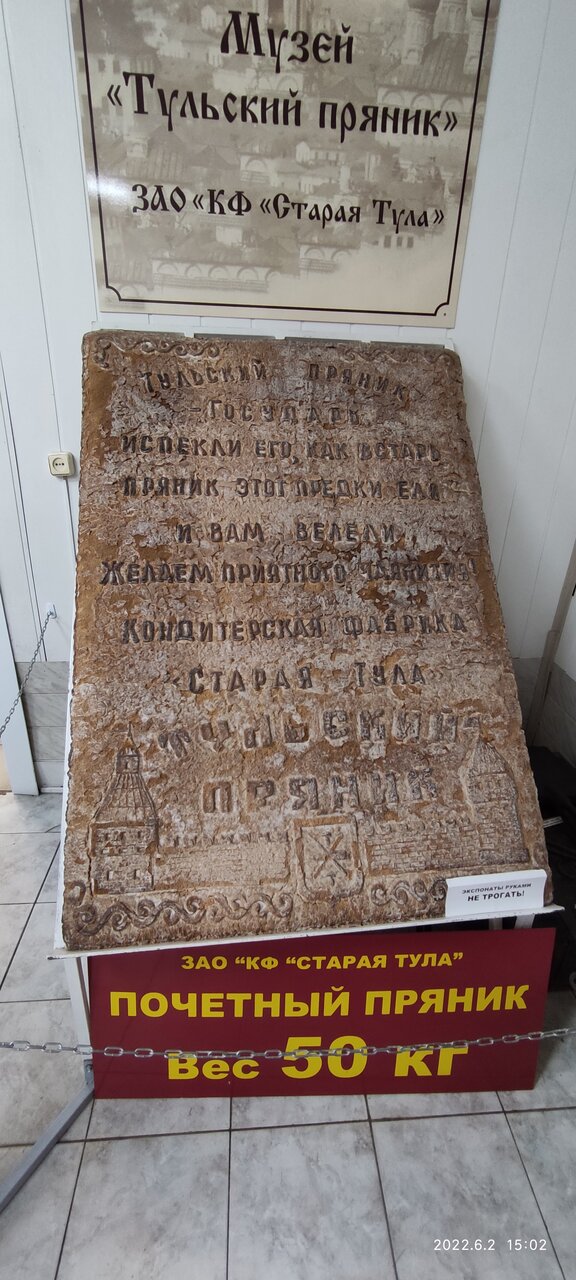 Музей
«Тульский пряник»
ЗАО «КФ «Старая Тула»
ТУЛЬСКИЙ ПРЯНИК
-ГОСУДАРЬ,
ИСПЕКЛИ ЕГО, КАК ВСТАРЬ
ПРЯНИК ЭТОТ ПРЕДКИ ЕЛИ
И ВАМ ВЕЛЕЛИ.
ЖЕЛАЕМ ПРИЯТНОГО ЧАЕПИТИЯ!
КОНДИТЕРСКАЯ ФАБРИКА
«СТАРАЯ ТУЛА»
ТУЛЬСКИЙ
ПРЯНИК
ЭКСПОНАТЫ РУКАМИ
НЕ ТРОГАТЬ!
ЗАО "КФ "СТАРАЯ ТУЛА"
ПОЧЕТНЫЙ ПРЯНИК
Вес 50 кг
2022.6.2 15:02